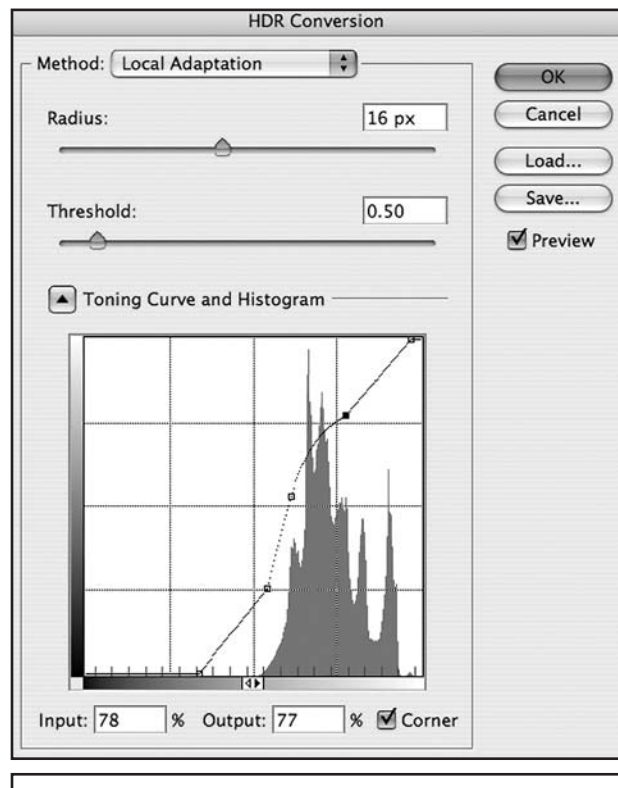 HDR Conversion
Method: Local Adaptation
OK
Cancel
Load...
Save...
Preview
Radius: 16 px
Threshold: 0.50
Toning Curve and Histogram
Input: 78 % Output: 77 % Corner